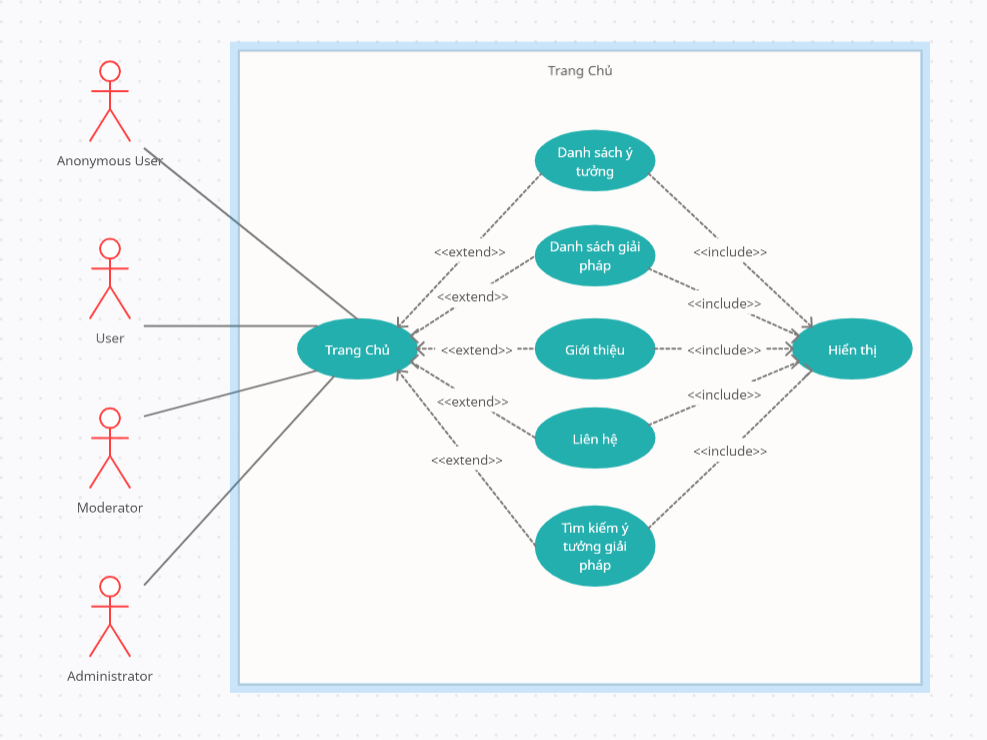 Trang Chủ
Anonymous User
Danh sách ý
tưởng
<<extend>>
<<include>>
Danh sách giải
pháp
<<extend>>
<<include>>
User
Trang Chủ
<<extend>>
Giới thiệu
<<include>>
Hiển thị
<<extend>>
<<include>>
Liên hệ
<<extend>>
<<include>>
Moderator
Tìm kiếm ý
tưởng giải
pháp
Administrator